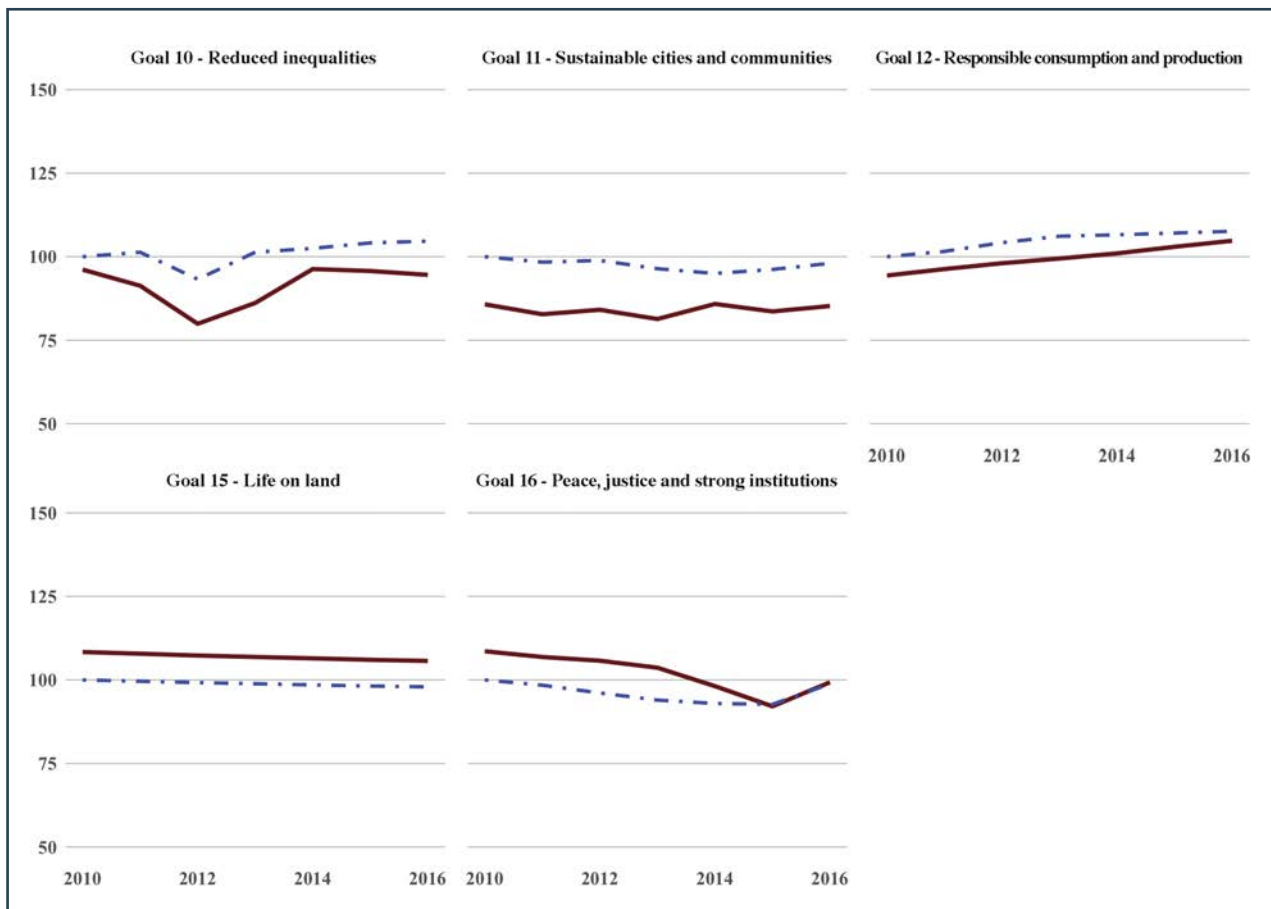 Goal 10 - Reduced inequalities
Goal 11 - Sustainable cities and communities
Goal 12 - Responsible consumption and production
150
125
100
75
50
2010 2012 2014 2016
Goal 15 - Life on land
Goal 16 - Peace, justice and strong institutions
150
125
100
75
50
2010 2012 2014 2016
2010 2012 2014 2016